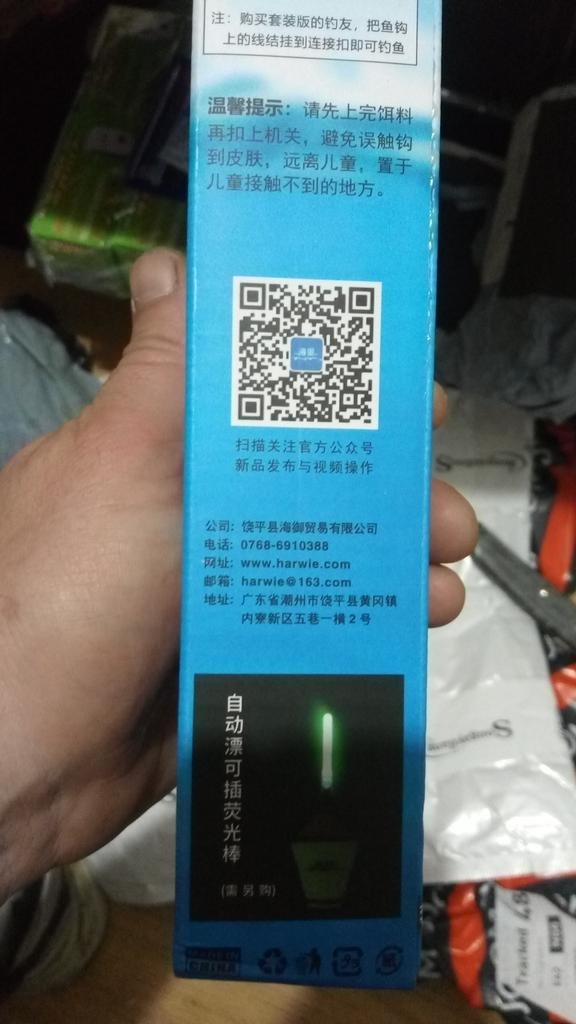 注：购买套装版的钓友，把鱼钩
上的线结挂到连接扣即可钓鱼
温馨提示：请先上完饵料
再扣上机关，避免误触钩
到皮肤，远离儿童，置于
儿童接触不到的地方。
扫描关注官方公众号
新品发布与视频操作
公司：饶平县海御贸易有限公司
电话：0768-6910388
网址：www.harwie.com
邮箱：harwie@163.com
地址：广东省潮州市饶平县黄冈镇
内寮新区五巷一横2号
自动漂可插荧光棒
(需另购)
MADE IN
CHINA
Tracked 48